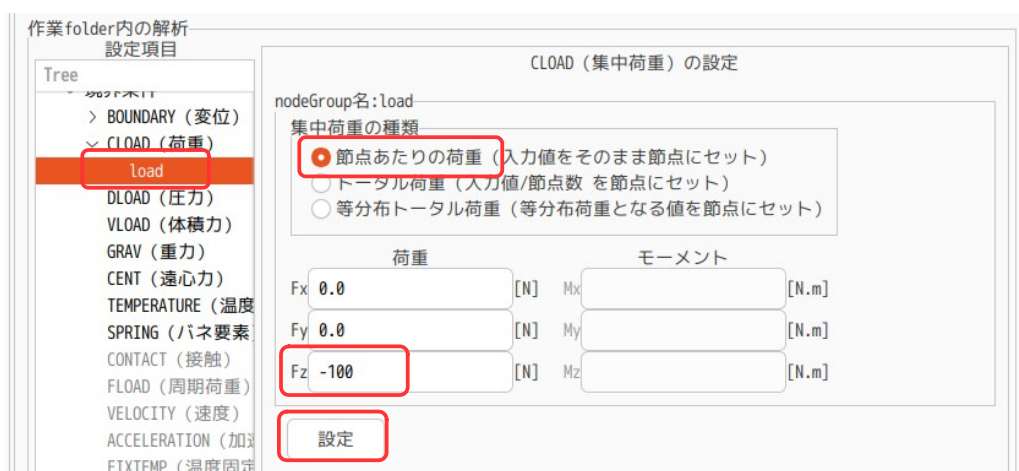 作業folder内の解析
設定項目
Tree
境界条件
> BOUNDARY (変位)
CLOAD (荷重)
load
DLOAD (圧力)
VLOAD (体積力)
GRAV (重力)
CENT (遠心力)
TEMPERATURE (温度
SPRING (バネ要素
CONTACT (接触)
FLOAD (周期荷重)
VELOCITY (速度)
ACCELERATION (加速
FIXTEMP (温度固定
CLOAD (集中荷重) の設定
nodeGroup名:load
集中荷重の種類
節点あたりの荷重 (入力値をそのまま節点にセット)
トータル荷重 (入力値/節点数 を節点にセット)
等分布トータル荷重 (等分布荷重となる値を節点にセット)
荷重 モーメント
Fx 0.0 [N] Mx [N.m]
Fy 0.0 [N] My [N.m]
Fz -100 [N] Mz [N.m]
設定